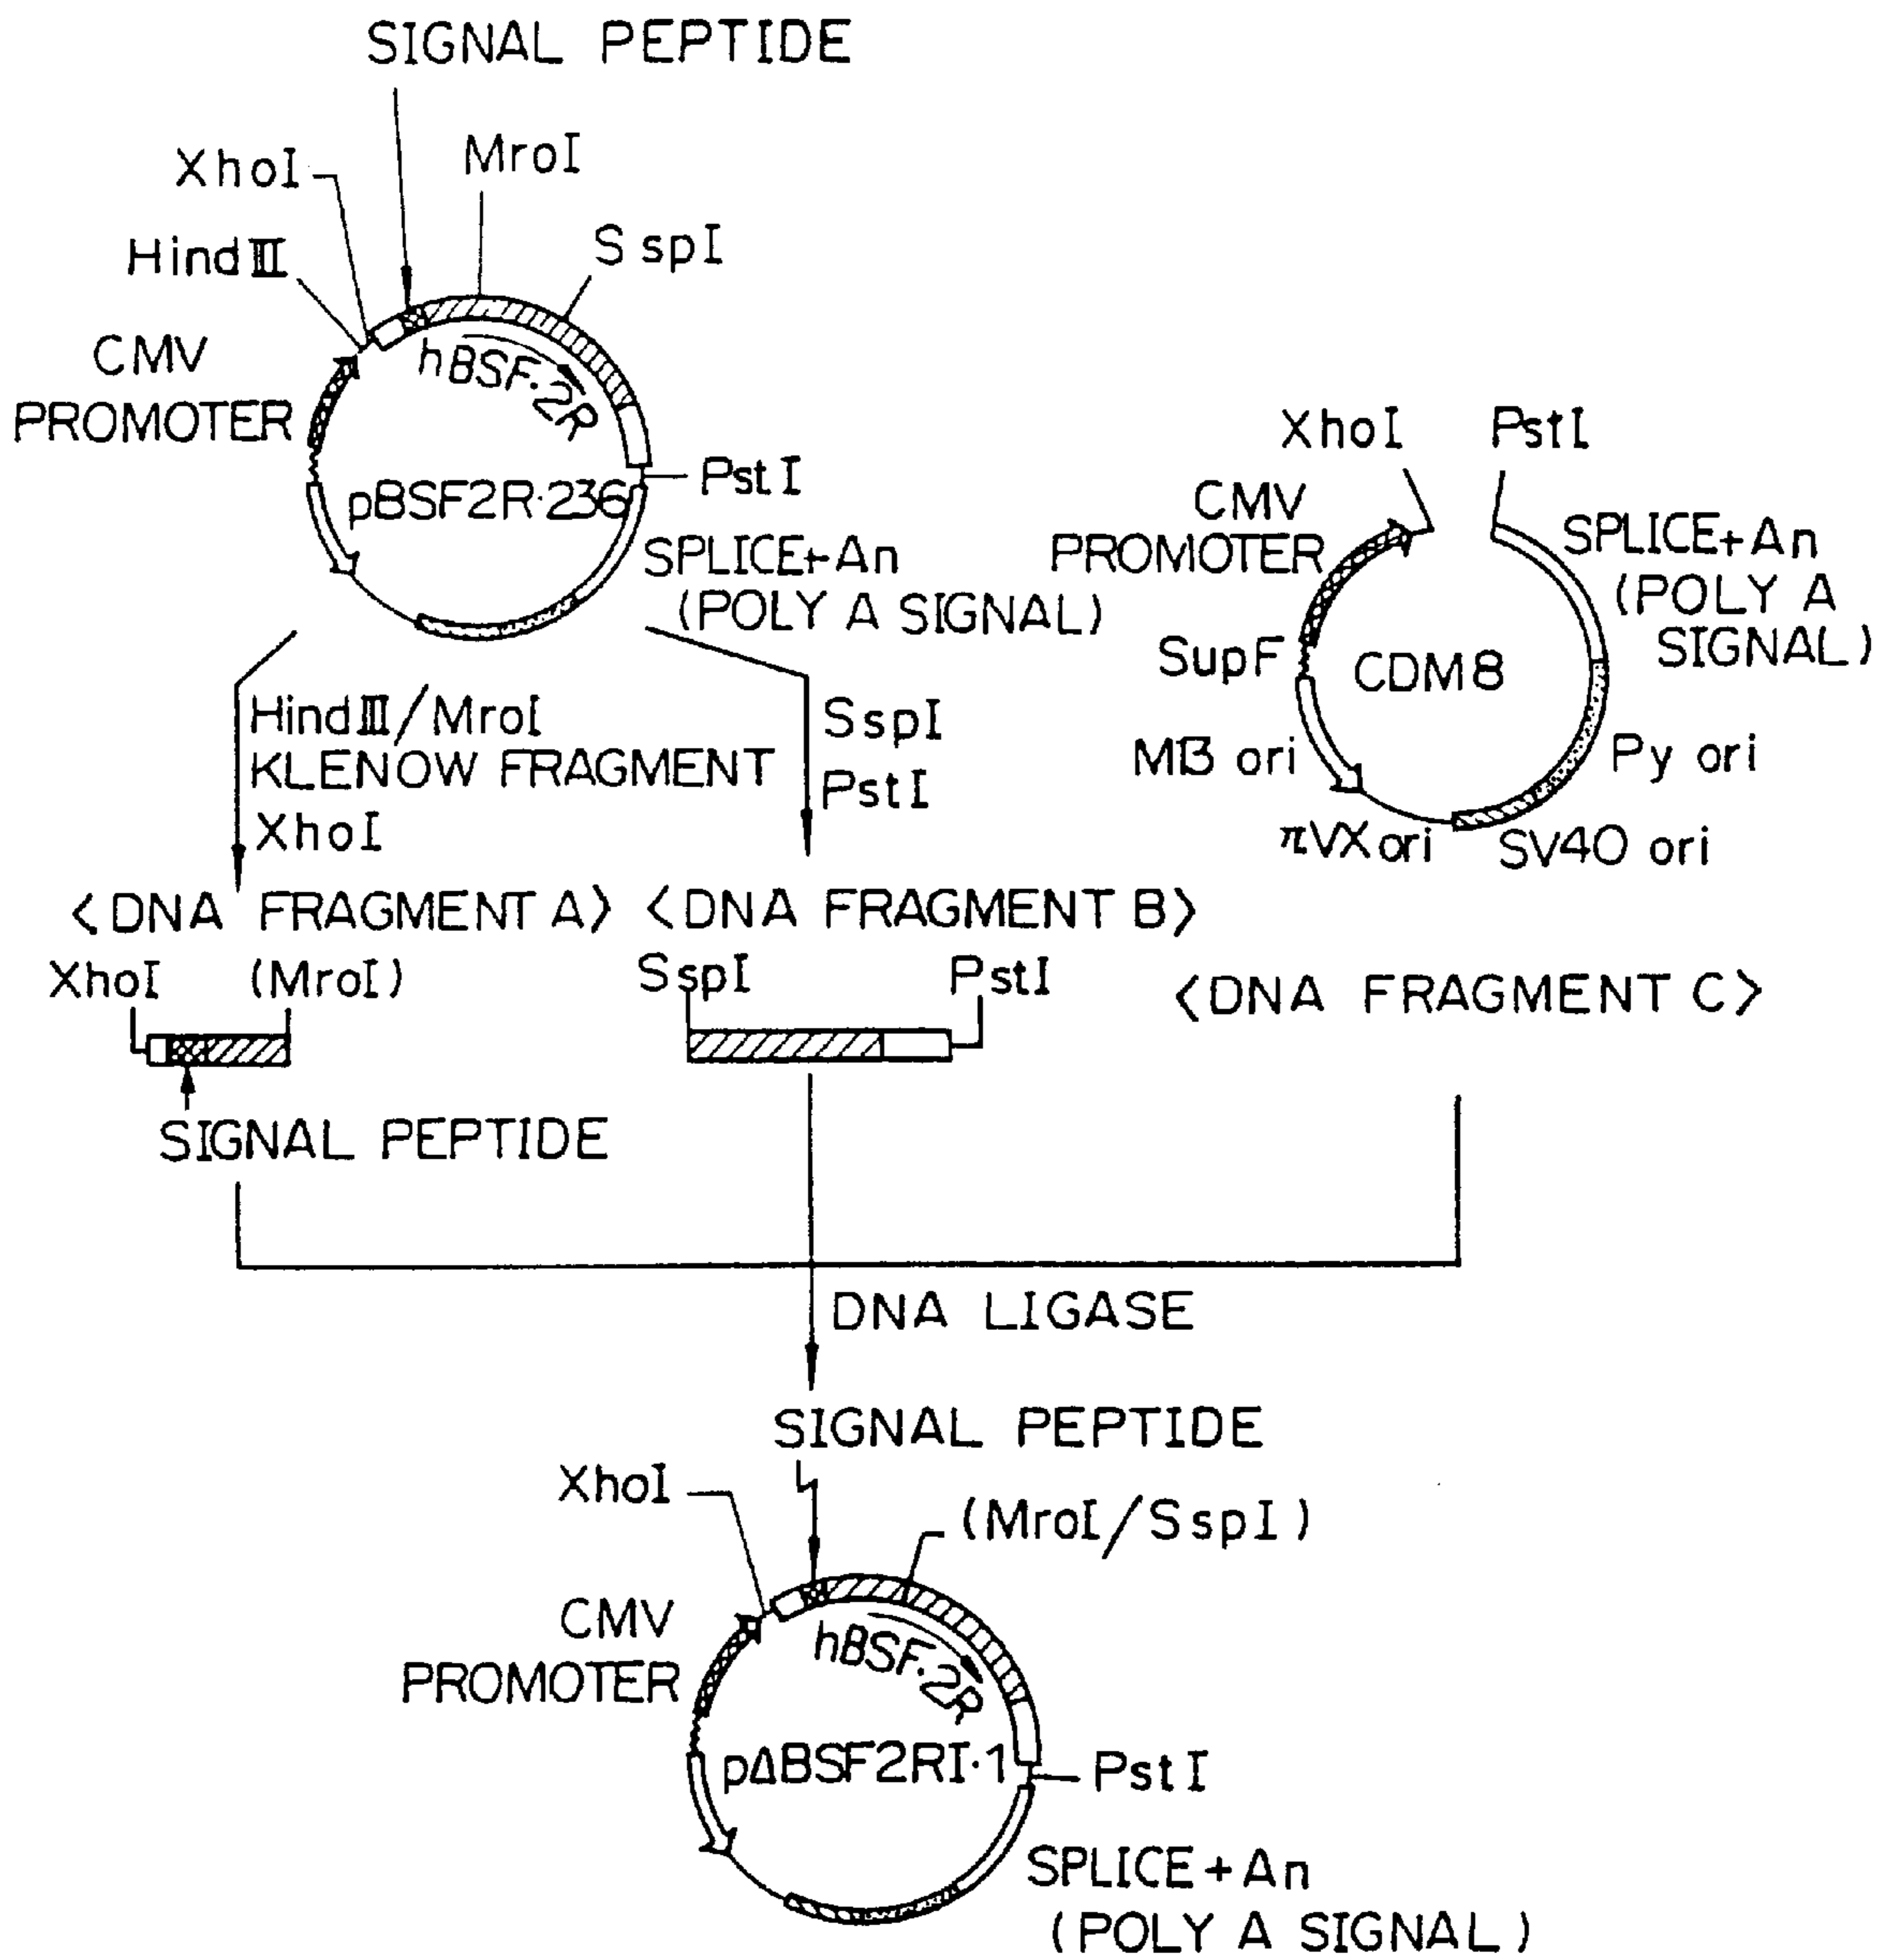 SIGNAL PEPTIDE
XhoI
MroI
HindⅢ
SspI
CMV
PROMOTER
hBSF·2R
pBSF2R·236
PstI
SPLICE+An
(POLY A SIGNAL)
XhoI
PstI
CMV
PROMOTER
SPLICE+An
(POLY A
SIGNAL)
SupF
CDM8
M13 ori
Py ori
πVX ori
SV40 ori
HindⅢ/MroI
KLENOW FRAGMENT
XhoI
SspI
PstI
<DNA FRAGMENT A>
<DNA FRAGMENT B>
<DNA FRAGMENT C>
XhoI
(MroI)
SspI
PstI
SIGNAL PEPTIDE
DNA LIGASE
SIGNAL PEPTIDE
XhoI
(MroI/SspI)
CMV
PROMOTER
hBSF·2R
pΔBSF2RI·1
PstI
SPLICE+An
(POLY A SIGNAL)